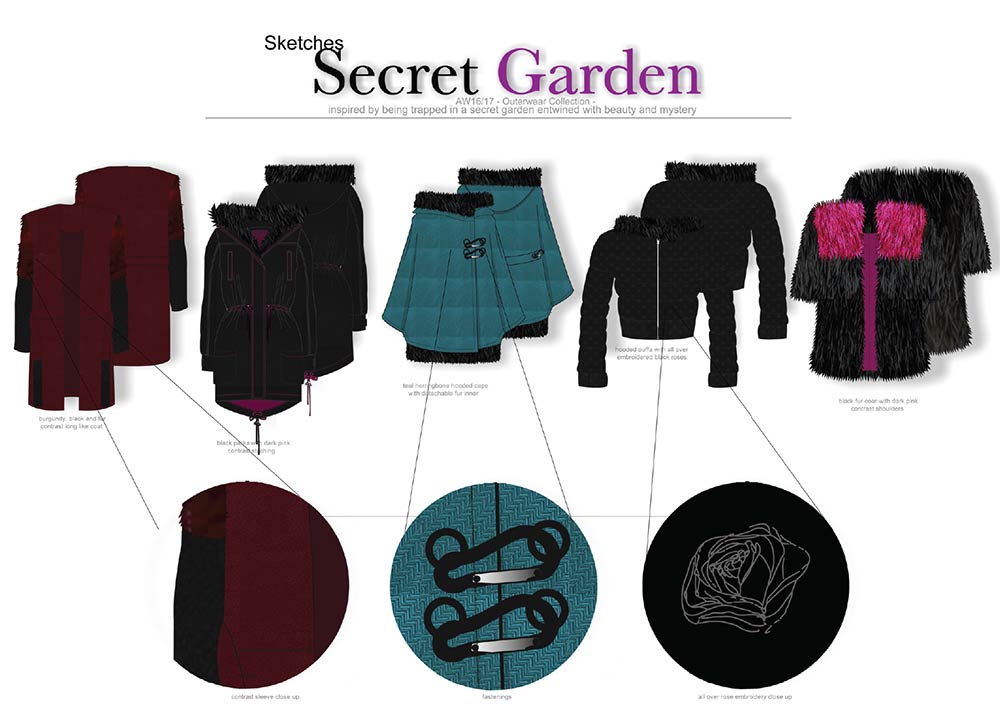 Sketches
Secret Garden
AW16/17 - Outerwear Collection -
inspired by being trapped in a secret garden entwined with beauty and mystery
burgundy, black and fur
contrast long like coat
black parka with dark pink
contrast stitching
teal herringbone hooded cape
with detachable fur inner
hooded puffa with all over
embroidered black roses
black fur coat with dark pink
contrast shoulders
contrast sleeve close up
fastenings
all over rose embroidery close up